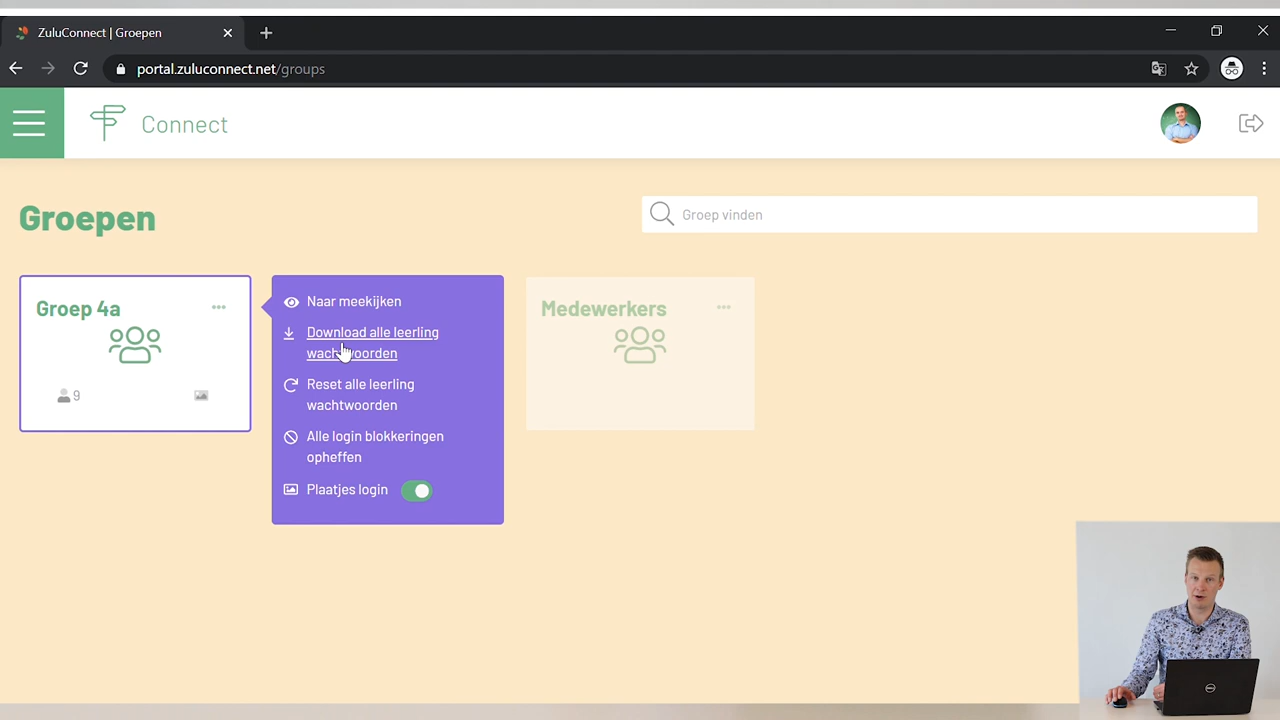 ZuluConnect | Groepen
portal.zuluconnect.net/groups
Connect
Groepen
Groep vinden
Groep 4a
9
Naar meekijken
Download alle leerling
wachtwoorden
Reset alle leerling
wachtwoorden
Alle login blokkeringen
opheffen
Plaatjes login
Medewerkers